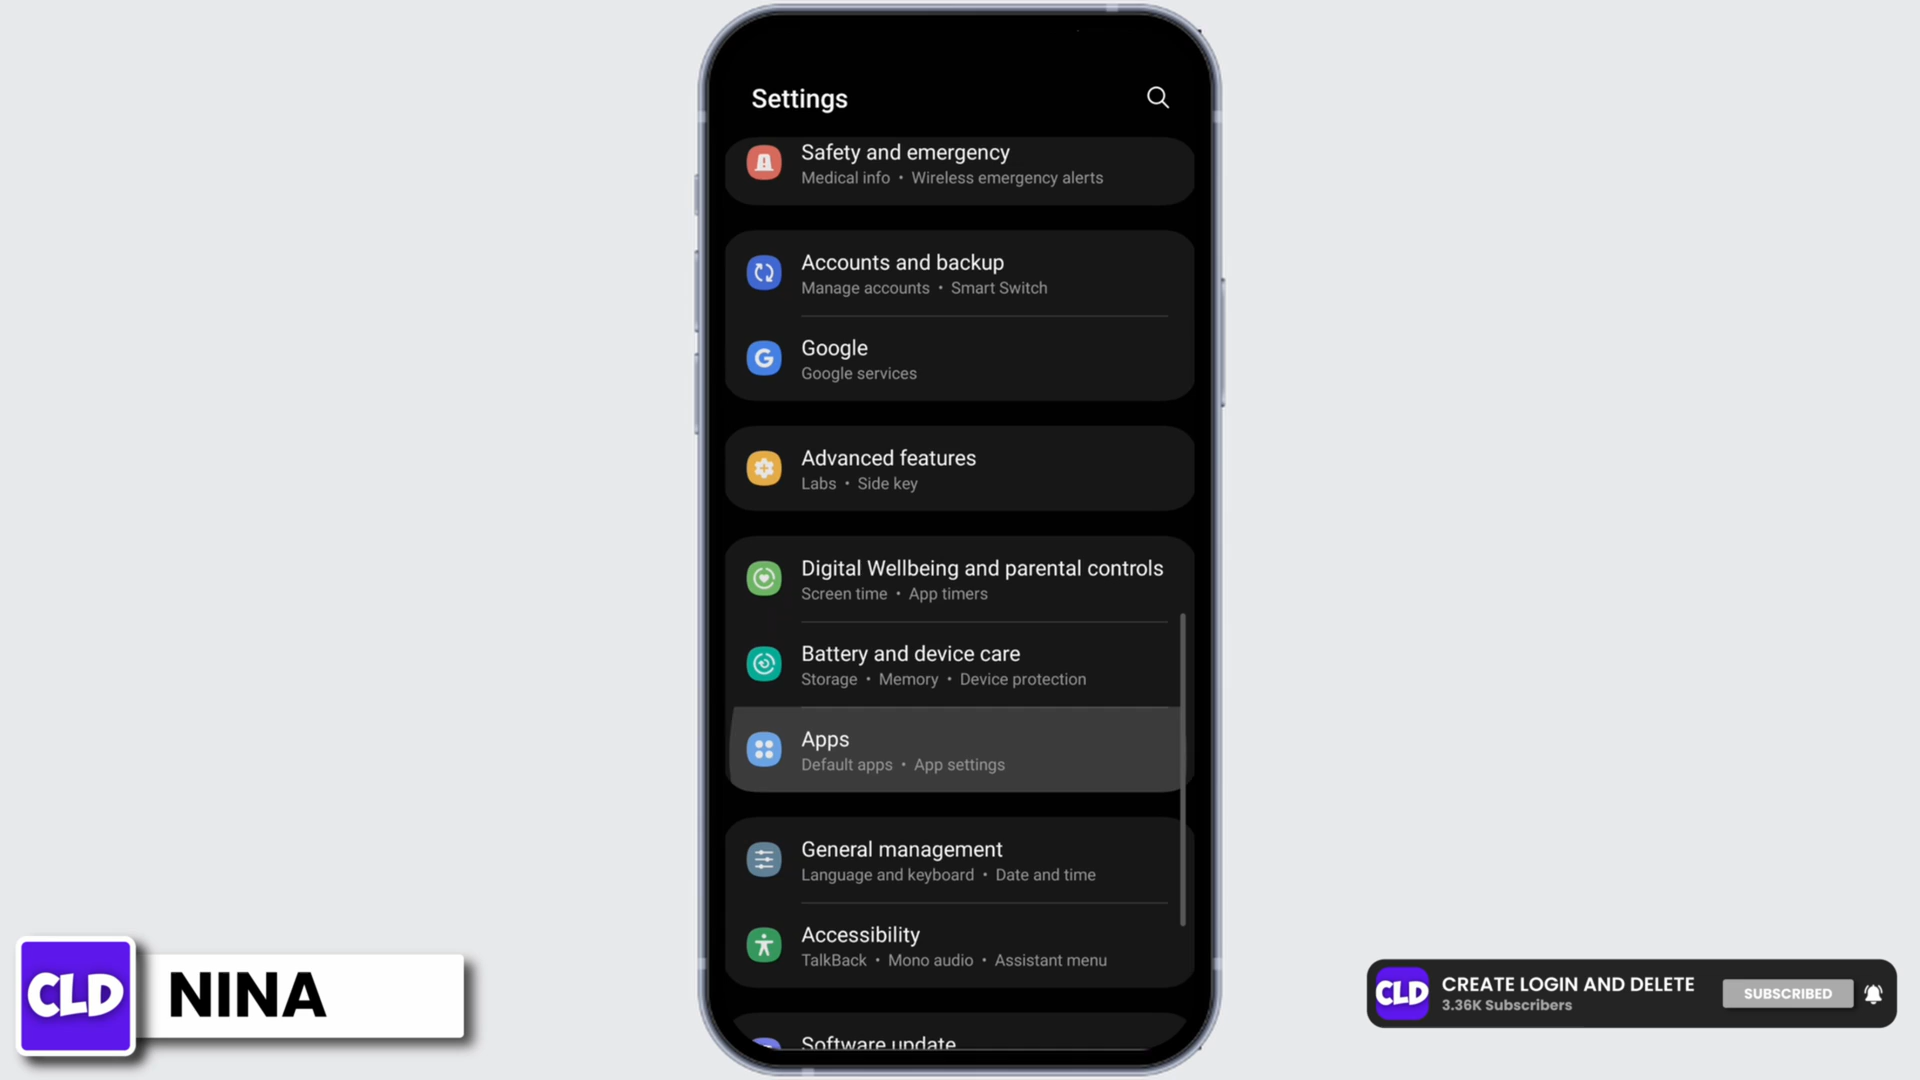 Settings
Safety and emergency
Medical info • Wireless emergency alerts
Accounts and backup
Manage accounts • Smart Switch
Google
Google services
Advanced features
Labs • Side key
Digital Wellbeing and parental controls
Screen time • App timers
Battery and device care
Storage • Memory • Device protection
Apps
Default apps • App settings
General management
Language and keyboard • Date and time
Accessibility
TalkBack • Mono audio • Assistant menu
Software update
CLD NINA
CLD CREATE LOGIN AND DELETE
3.36K Subscribers
SUBSCRIBED